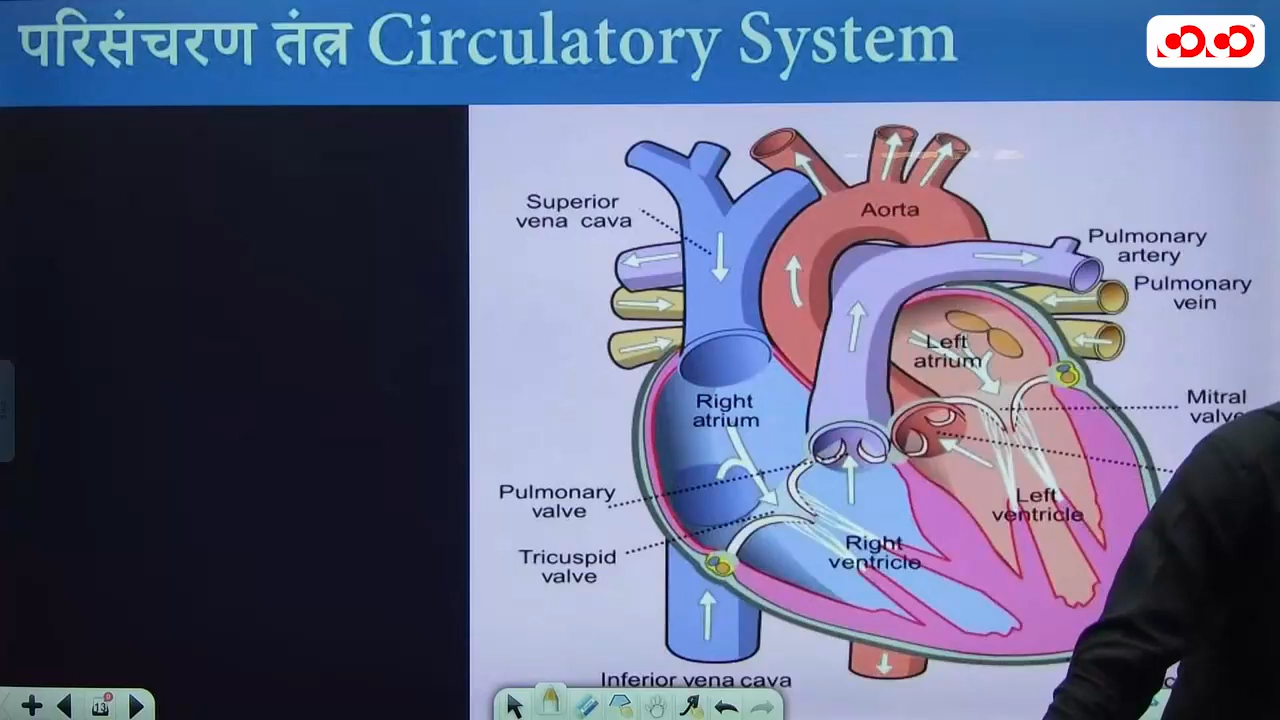 परिसंचरण तंत्र Circulatory System
Superior
vena cava
Aorta
Pulmonary
artery
Pulmonary
vein
Left
atrium
Right
atrium
Mitral
valve
Pulmonary
valve
Left
ventricle
Tricuspid
valve
Right
ventricle
Inferior vena cava
13